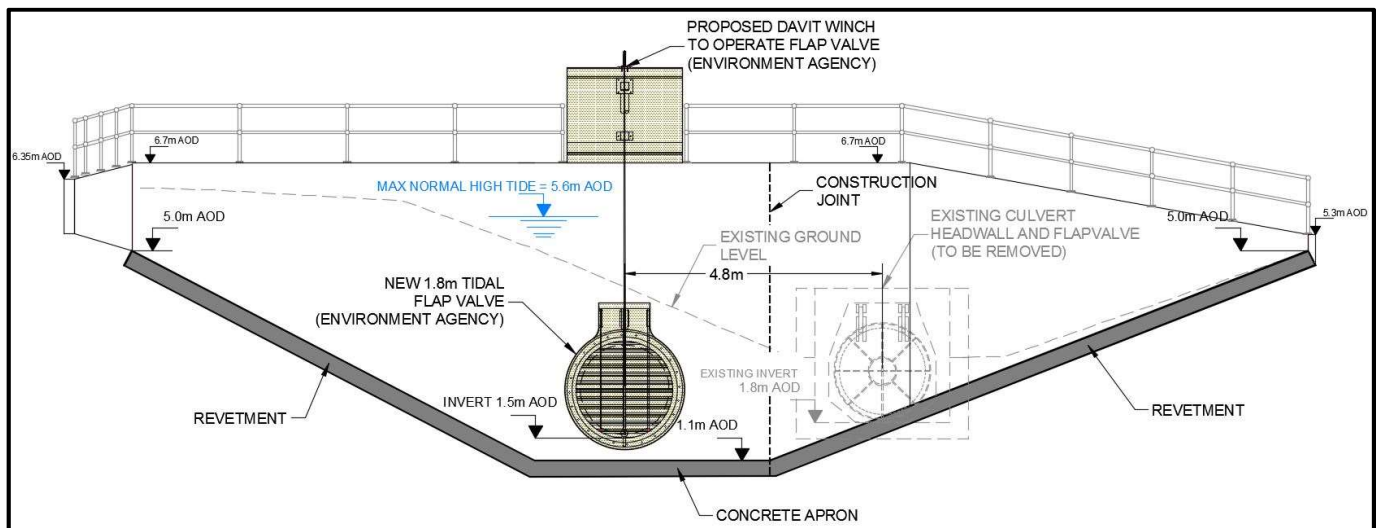 PROPOSED DAVIT WINCH
TO OPERATE FLAP VALVE
(ENVIRONMENT AGENCY)
6.35m AOD
6.7m AOD
6.7m AOD
MAX NORMAL HIGH TIDE = 5.6m AOD
CONSTRUCTION
JOINT
5.0m AOD
EXISTING GROUND
LEVEL
EXISTING CULVERT
HEADWALL AND FLAPVALVE
(TO BE REMOVED)
5.0m AOD
5.3m AOD
4.8m
NEW 1.8m TIDAL
FLAP VALVE
(ENVIRONMENT AGENCY)
EXISTING INVERT
1.8m AOD
INVERT 1.5m AOD
1.1m AOD
REVETMENT
REVETMENT
CONCRETE APRON